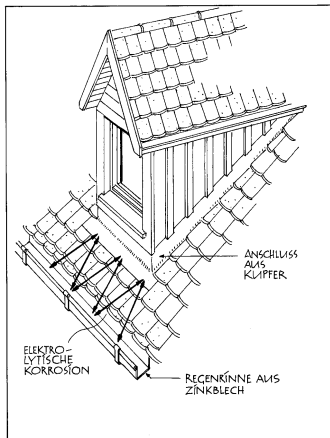 ANSCHLUSS
AUS
KUPFER
ELEKTRO-
LYTISCHE
KORROSION
REGENRINNE AUS
ZINKBLECH